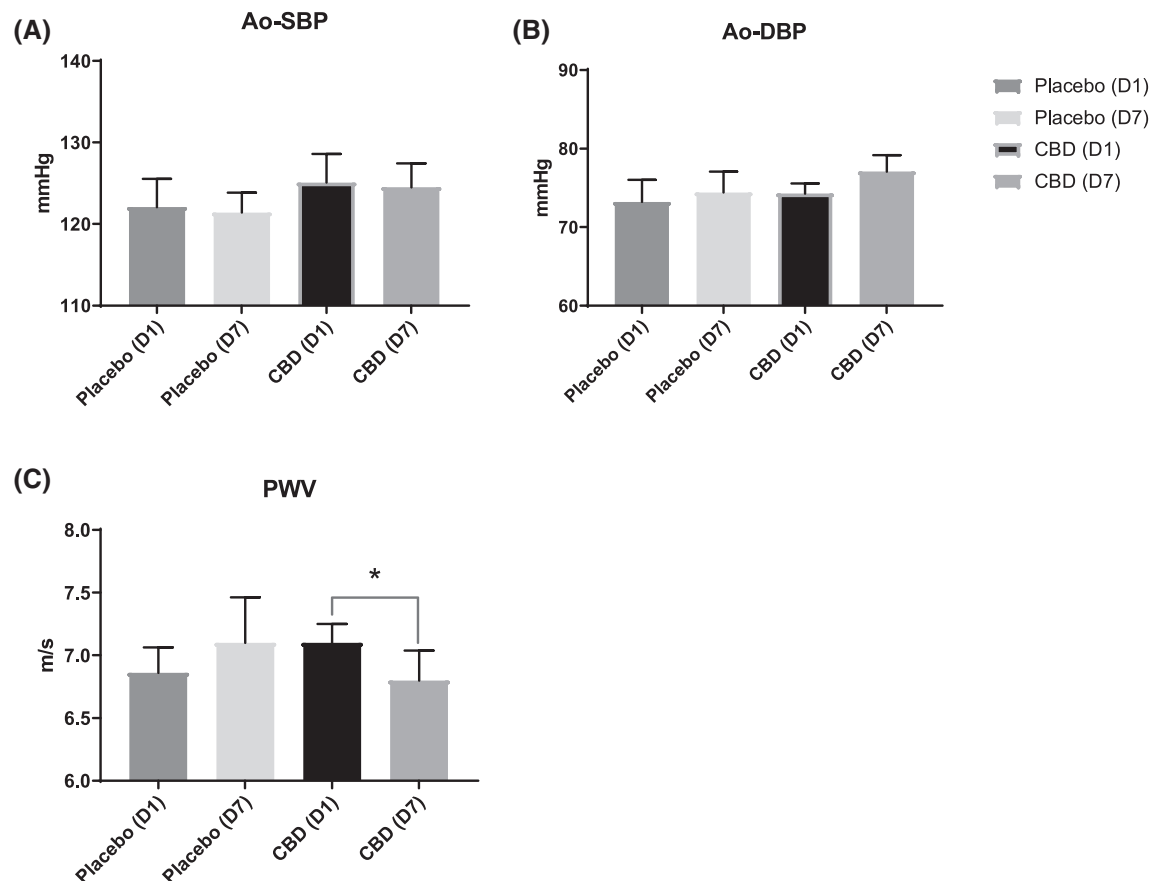 (A)
Ao-SBP
mmHg
140
130
120
110
Placebo (D1)
Placebo (D7)
CBD (D1)
CBD (D7)
(B)
Ao-DBP
mmHg
90
80
70
60
Placebo (D1)
Placebo (D7)
CBD (D1)
CBD (D7)
Placebo (D1)
Placebo (D7)
CBD (D1)
CBD (D7)
(C)
PWV
m/s
8.0
7.5
7.0
6.5
6.0
*
Placebo (D1)
Placebo (D7)
CBD (D1)
CBD (D7)